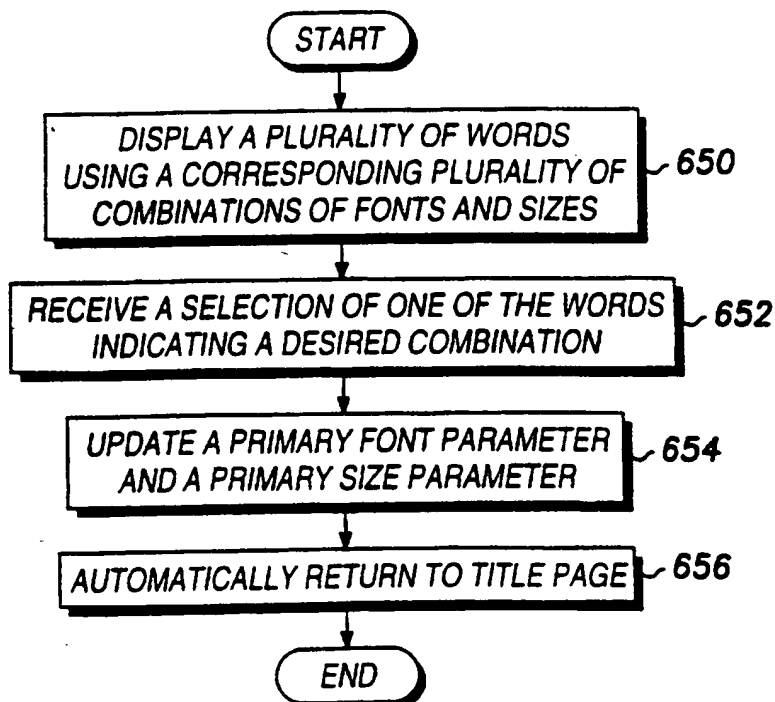 START
DISPLAY A PLURALITY OF WORDS
USING A CORRESPONDING PLURALITY OF
COMBINATIONS OF FONTS AND SIZES
650
RECEIVE A SELECTION OF ONE OF THE WORDS
INDICATING A DESIRED COMBINATION
652
UPDATE A PRIMARY FONT PARAMETER
AND A PRIMARY SIZE PARAMETER
654
AUTOMATICALLY RETURN TO TITLE PAGE
656
END